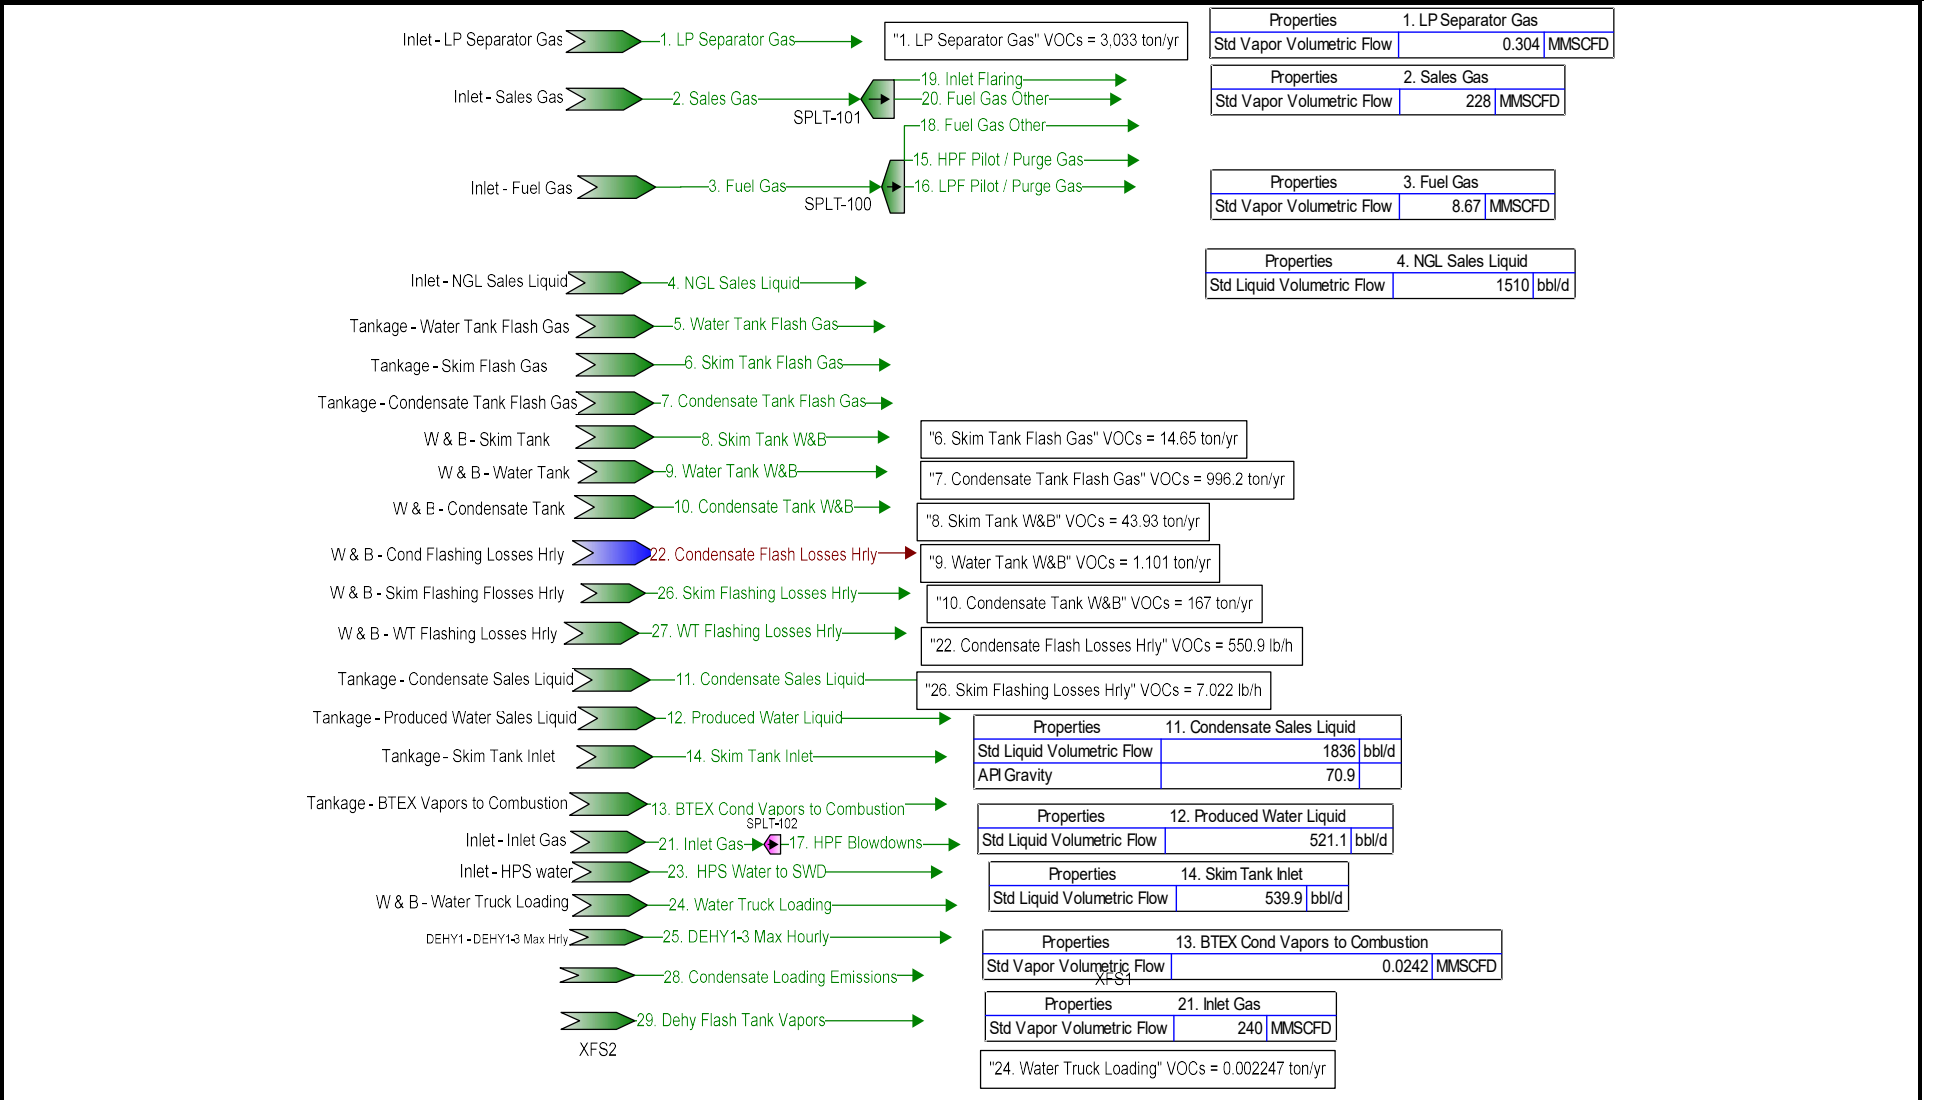 Inlet - LP Separator Gas
1. LP Separator Gas
"1. LP Separator Gas" VOCs = 3,033 ton/yr
Properties 1. LP Separator Gas
Std Vapor Volumetric Flow 0.304 MMSCFD
Inlet - Sales Gas
2. Sales Gas
SPLT-101
19. Inlet Flaring
20. Fuel Gas Other
Properties 2. Sales Gas
Std Vapor Volumetric Flow 228 MMSCFD
18. Fuel Gas Other
15. HPF Pilot / Purge Gas
16. LPF Pilot / Purge Gas
Inlet - Fuel Gas
3. Fuel Gas
SPLT-100
Properties 3. Fuel Gas
Std Vapor Volumetric Flow 8.67 MMSCFD
Inlet - NGL Sales Liquid
4. NGL Sales Liquid
Properties 4. NGL Sales Liquid
Std Liquid Volumetric Flow 1510 bbl/d
Tankage - Water Tank Flash Gas
5. Water Tank Flash Gas
Tankage - Skim Flash Gas
6. Skim Tank Flash Gas
Tankage - Condensate Tank Flash Gas
7. Condensate Tank Flash Gas
W & B - Skim Tank
8. Skim Tank W&B
"6. Skim Tank Flash Gas" VOCs = 14.65 ton/yr
W & B - Water Tank
9. Water Tank W&B
"7. Condensate Tank Flash Gas" VOCs = 996.2 ton/yr
W & B - Condensate Tank
10. Condensate Tank W&B
"8. Skim Tank W&B" VOCs = 43.93 ton/yr
W & B - Cond Flashing Losses Hrly
22. Condensate Flash Losses Hrly
"9. Water Tank W&B" VOCs = 1.101 ton/yr
W & B - Skim Flashing Flosses Hrly
26. Skim Flashing Losses Hrly
"10. Condensate Tank W&B" VOCs = 167 ton/yr
W & B - WT Flashing Losses Hrly
27. WT Flashing Losses Hrly
"22. Condensate Flash Losses Hrly" VOCs = 550.9 lb/h
Tankage - Condensate Sales Liquid
11. Condensate Sales Liquid
"26. Skim Flashing Losses Hrly" VOCs = 7.022 lb/h
Tankage - Produced Water Sales Liquid
12. Produced Water Liquid
Properties 11. Condensate Sales Liquid
Std Liquid Volumetric Flow 1836 bbl/d
API Gravity 70.9
Tankage - Skim Tank Inlet
14. Skim Tank Inlet
Tankage - BTEX Vapors to Combustion
13. BTEX Cond Vapors to Combustion
Properties 12. Produced Water Liquid
Std Liquid Volumetric Flow 521.1 bbl/d
Inlet - Inlet Gas
21. Inlet Gas
SPLT-102
17. HPF Blowdowns
Inlet - HPS water
23. HPS Water to SWD
Properties 14. Skim Tank Inlet
Std Liquid Volumetric Flow 539.9 bbl/d
W & B - Water Truck Loading
24. Water Truck Loading
DEHY1 - DEHY1-3 Max Hrly
25. DEHY1-3 Max Hourly
Properties 13. BTEX Cond Vapors to Combustion
Std Vapor Volumetric Flow 0.0242 MMSCFD
XFS1
28. Condensate Loading Emissions
Properties 21. Inlet Gas
Std Vapor Volumetric Flow 240 MMSCFD
29. Dehy Flash Tank Vapors
XFS2
"24. Water Truck Loading" VOCs = 0.002247 ton/yr